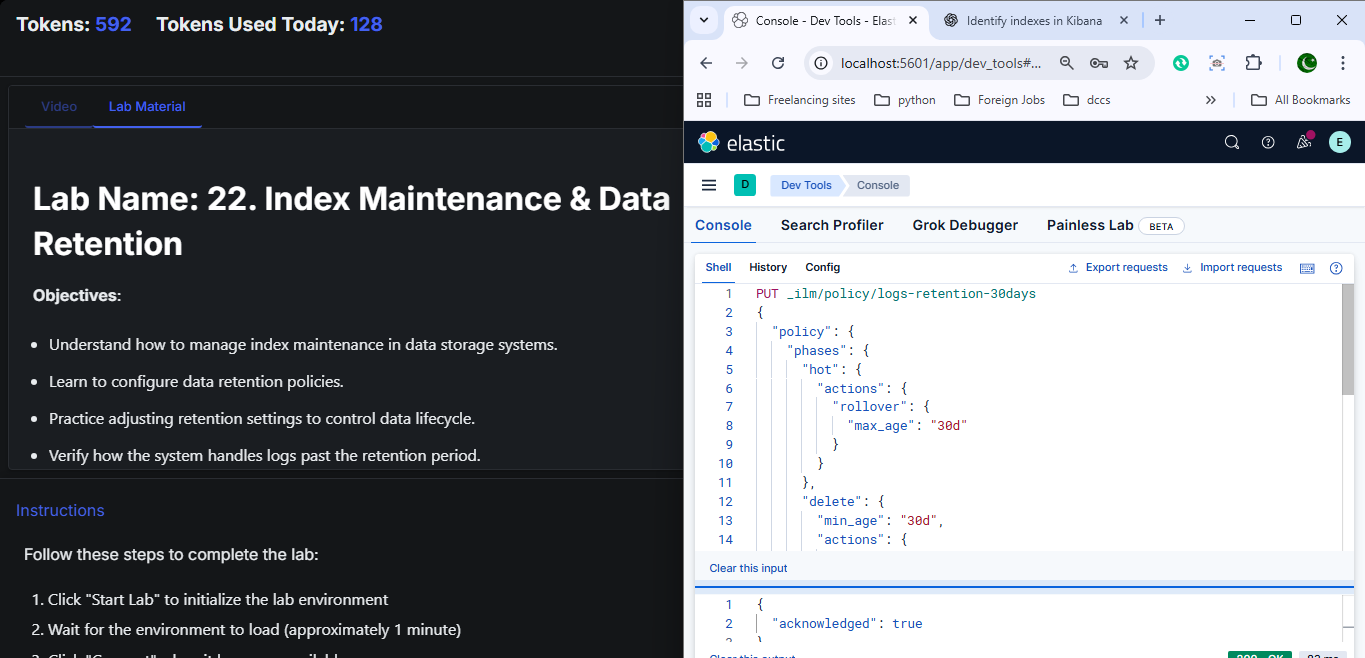 Tokens: 592 Tokens Used Today: 128
Video Lab Material
Lab Name: 22. Index Maintenance & Data
Retention
Objectives:
Understand how to manage index maintenance in data storage systems.
Learn to configure data retention policies.
Practice adjusting retention settings to control data lifecycle.
Verify how the system handles logs past the retention period.
Instructions
Follow these steps to complete the lab:
1. Click "Start Lab" to initialize the lab environment
2. Wait for the environment to load (approximately 1 minute)
Console - Dev Tools - Elast
Identify indexes in Kibana
localhost:5601/app/dev_tools#...
Freelancing sites python Foreign Jobs dccs All Bookmarks
elastic
E
D Dev Tools Console
Console Search Profiler Grok Debugger Painless Lab BETA
Shell History Config Export requests Import requests
1 PUT _ilm/policy/logs-retention-30days
2 {
3 "policy": {
4 "phases": {
5 "hot": {
6 "actions": {
7 "rollover": {
8 "max_age": "30d"
9 }
10 }
11 },
12 "delete": {
13 "min_age": "30d",
14 "actions": {
Clear this input
1 {
2 "acknowledged": true